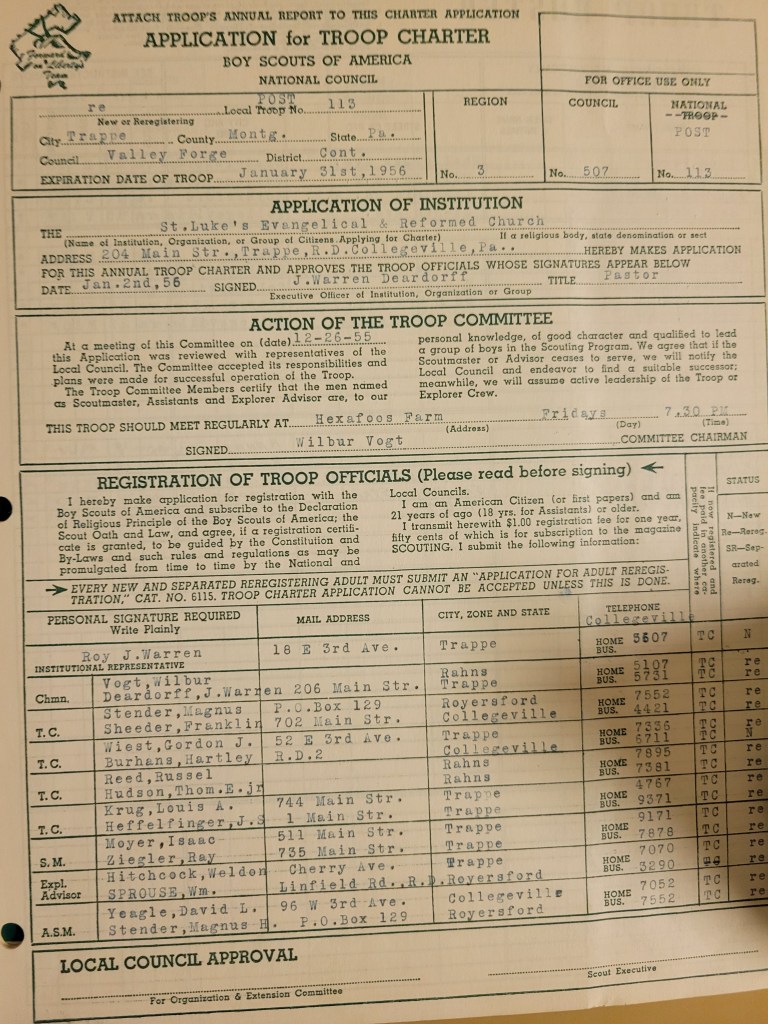 ATTACH TROOP'S ANNUAL REPORT TO THIS CHARTER APPLICATION
APPLICATION for TROOP CHARTER
BOY SCOUTS OF AMERICA
NATIONAL COUNCIL
Forward on Liberty's Team
FOR OFFICE USE ONLY
re Local Troop No. POST 113
New or Reregistering
City Trappe County Montg. State Pa.
Council Valley Forge District Cont.
EXPIRATION DATE OF TROOP January 31st,1956
REGION
No. 3
COUNCIL
No. 507
NATIONAL
TROOP
POST
No. 113
APPLICATION OF INSTITUTION
THE St.Luke's Evangelical & Reformed Church
(Name of Institution, Organization, or Group of Citizens Applying for Charter) If a religious body, state denomination or sect
ADDRESS 204 Main Str.,Trappe,R.D.Collegeville,Pa.. HEREBY MAKES APPLICATION
FOR THIS ANNUAL TROOP CHARTER AND APPROVES THE TROOP OFFICIALS WHOSE SIGNATURES APPEAR BELOW
DATE Jan.2nd,56 SIGNED J.Warren Deardorff TITLE Pastor
Executive Officer of Institution, Organization or Group
ACTION OF THE TROOP COMMITTEE
At a meeting of this Committee on (date) 12-26-55
this Application was reviewed with representatives of the
Local Council. The Committee accepted its responsibilities and
plans were made for successful operation of the Troop.
The Troop Committee Members certify that the men named
as Scoutmaster, Assistants and Explorer Advisor are, to our
personal knowledge, of good character and qualified to lead
a group of boys in the Scouting Program. We agree if the
Scoutmaster or Advisor ceases to serve, we will notify the
Local Council and endeavor to find a suitable successor;
meanwhile, we will assume active leadership of the Troop or
Explorer Crew.
THIS TROOP SHOULD MEET REGULARLY AT Hexafoos Farm Fridays 7.30 PM
(Address) (Day) (Time)
SIGNED Wilbur Vogt COMMITTEE CHAIRMAN
REGISTRATION OF TROOP OFFICIALS (Please read before signing)
I hereby make application for registration with the
Boy Scouts of America and subscribe to the Declaration
of Religious Principle of the Boy Scouts of America; the
Scout Oath and Law, and agree, if a registration certifi-
cate is granted, to be guided by the Constitution and
By-Laws and such rules and regulations as may be
promulgated from time to time by the National and
Local Councils.
I am an American Citizen (or first papers) and am
21 years of age (18 yrs. for Assistants) or older.
I transmit herewith $1.00 registration fee for one year,
fifty cents of which is for subscription to the magazine
SCOUTING. I submit the following information:
EVERY NEW AND SEPARATED REREGISTERING ADULT MUST SUBMIT AN "APPLICATION FOR ADULT REGIS-
TRATION," CAT. NO. 6115. TROOP CHARTER APPLICATION CANNOT BE ACCEPTED UNLESS THIS IS DONE.
If now registered and
fee paid in another ca-
pacity indicate where
STATUS
N—New
Re—Rereg.
SR—Sep-
arated
Rereg.
PERSONAL SIGNATURE REQUIRED
Write Plainly
MAIL ADDRESS
CITY, ZONE AND STATE
TELEPHONE
Collegeville
Roy J.Warren 18 E 3rd Ave. Trappe HOME 5607 TC N
INSTITUTIONAL REPRESENTATIVE BUS.
Vogt,Wilbur Rahns HOME 5107 TC re
Chmn. Deardorff,J.Warren 206 Main Str. Trappe BUS. 5731 re
Stender,Magnus P.O.Box 129 Royersford HOME 7552 TC re
T.C. Sheeder,Franklin 702 Main Str. Collegeville BUS. 4421 TC re
Wiest,Gordon J. 52 E 3rd Ave. Trappe HOME 7336 TC re
T.C. Burhans,Hartley R.D.2 Collegeville BUS. 6711 TC N
Reed,Russel Rahns HOME 7895 TC re
T.C. Hudson,Thom.E.jr Rahns BUS. 7381 TC re
Krug,Louis A. 744 Main Str. Trappe HOME 4767 TC re
T.C. Heffelfinger,J.S 1 Main Str. Trappe BUS. 9371 TC re
Moyer,Isaac 511 Main Str. Trappe HOME 9171 TC re
S.M. Ziegler,Ray 735 Main Str. Trappe BUS. 7878 TC re
Hitchcock,Weldon Cherry Ave. Trappe HOME 7070 TC re
Expl. Advisor SPROUSE,Wm. Linfield Rd.,R.D.Royersford BUS. 3290 re
Yeagle,David L. 96 W 3rd Ave. Collegeville HOME 7052 TC re
A.S.M. Stender,Magnus H. P.O.Box 129 Royersford BUS. 7552 TC re
LOCAL COUNCIL APPROVAL
For Organization & Extension Committee
Scout Executive